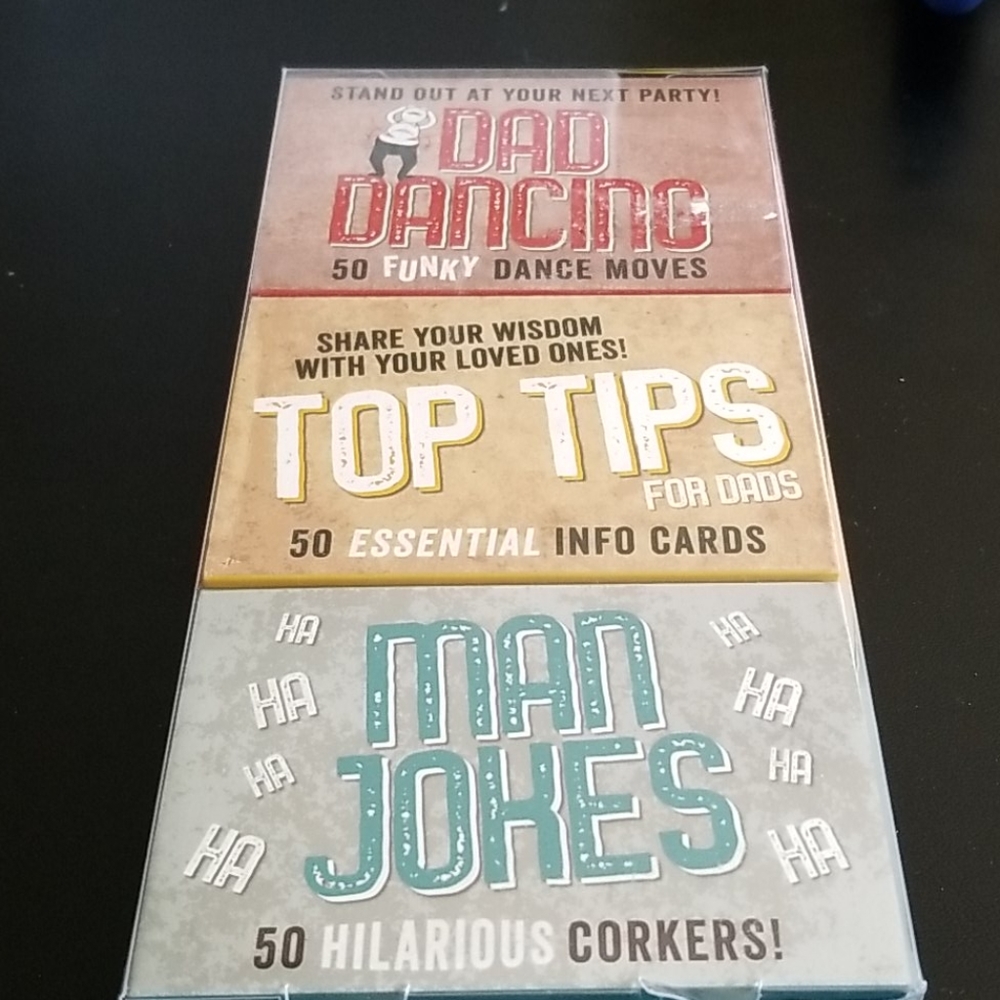 STAND OUT AT YOUR NEXT PARTY!
DAD
DANCING
50 FUNKY DANCE MOVES
SHARE YOUR WISDOM
WITH YOUR LOVED ONES!
TOP TIPS
FOR DADS
50 ESSENTIAL INFO CARDS
HA HA
MAN
HA HA
JOKES
HA HA
HA HA
50 HILARIOUS CORKERS!